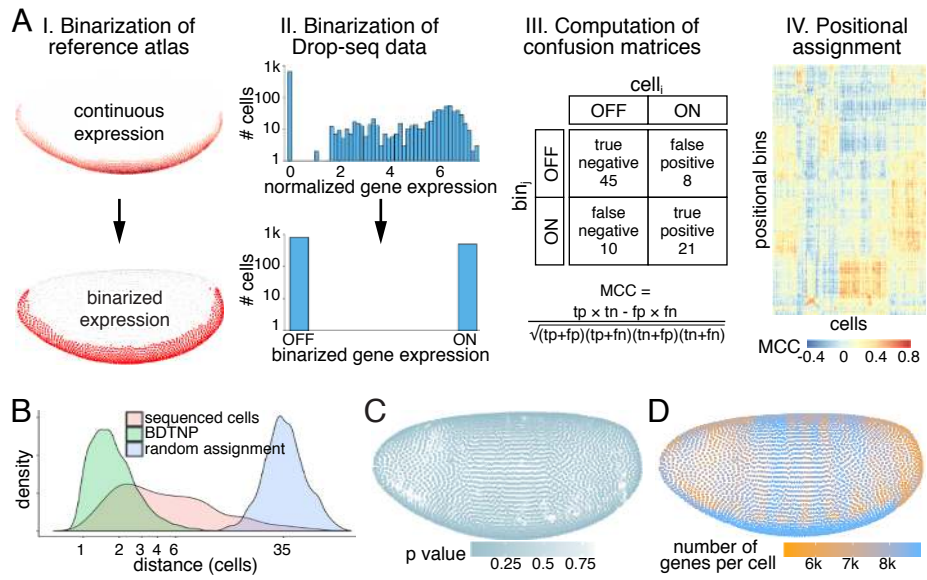 A
I. Binarization of
reference atlas
continuous
expression
binarized
expression
II. Binarization of
Drop-seq data
# cells
1k
100
10
1
0
2
4
6
normalized gene expression
# cells
1k
100
10
1
OFF
ON
binarized gene expression
III. Computation of
confusion matrices
cellᵢ
OFF
ON
binⱼ
OFF
true
negative
45
false
positive
8
ON
false
negative
10
true
positive
21
MCC =
tp × tn - fp × fn
√(tp+fp)(tp+fn)(tn+fp)(tn+fn)
IV. Positional
assignment
positional bins
cells
MCC
-0.4 0 0.4 0.8
B
sequenced cells
BDTNP
random assignment
density
1 2 3 4 6 35
distance (cells)
C
p value
0.25 0.5 0.75
D
number of
genes per cell
6k 7k 8k